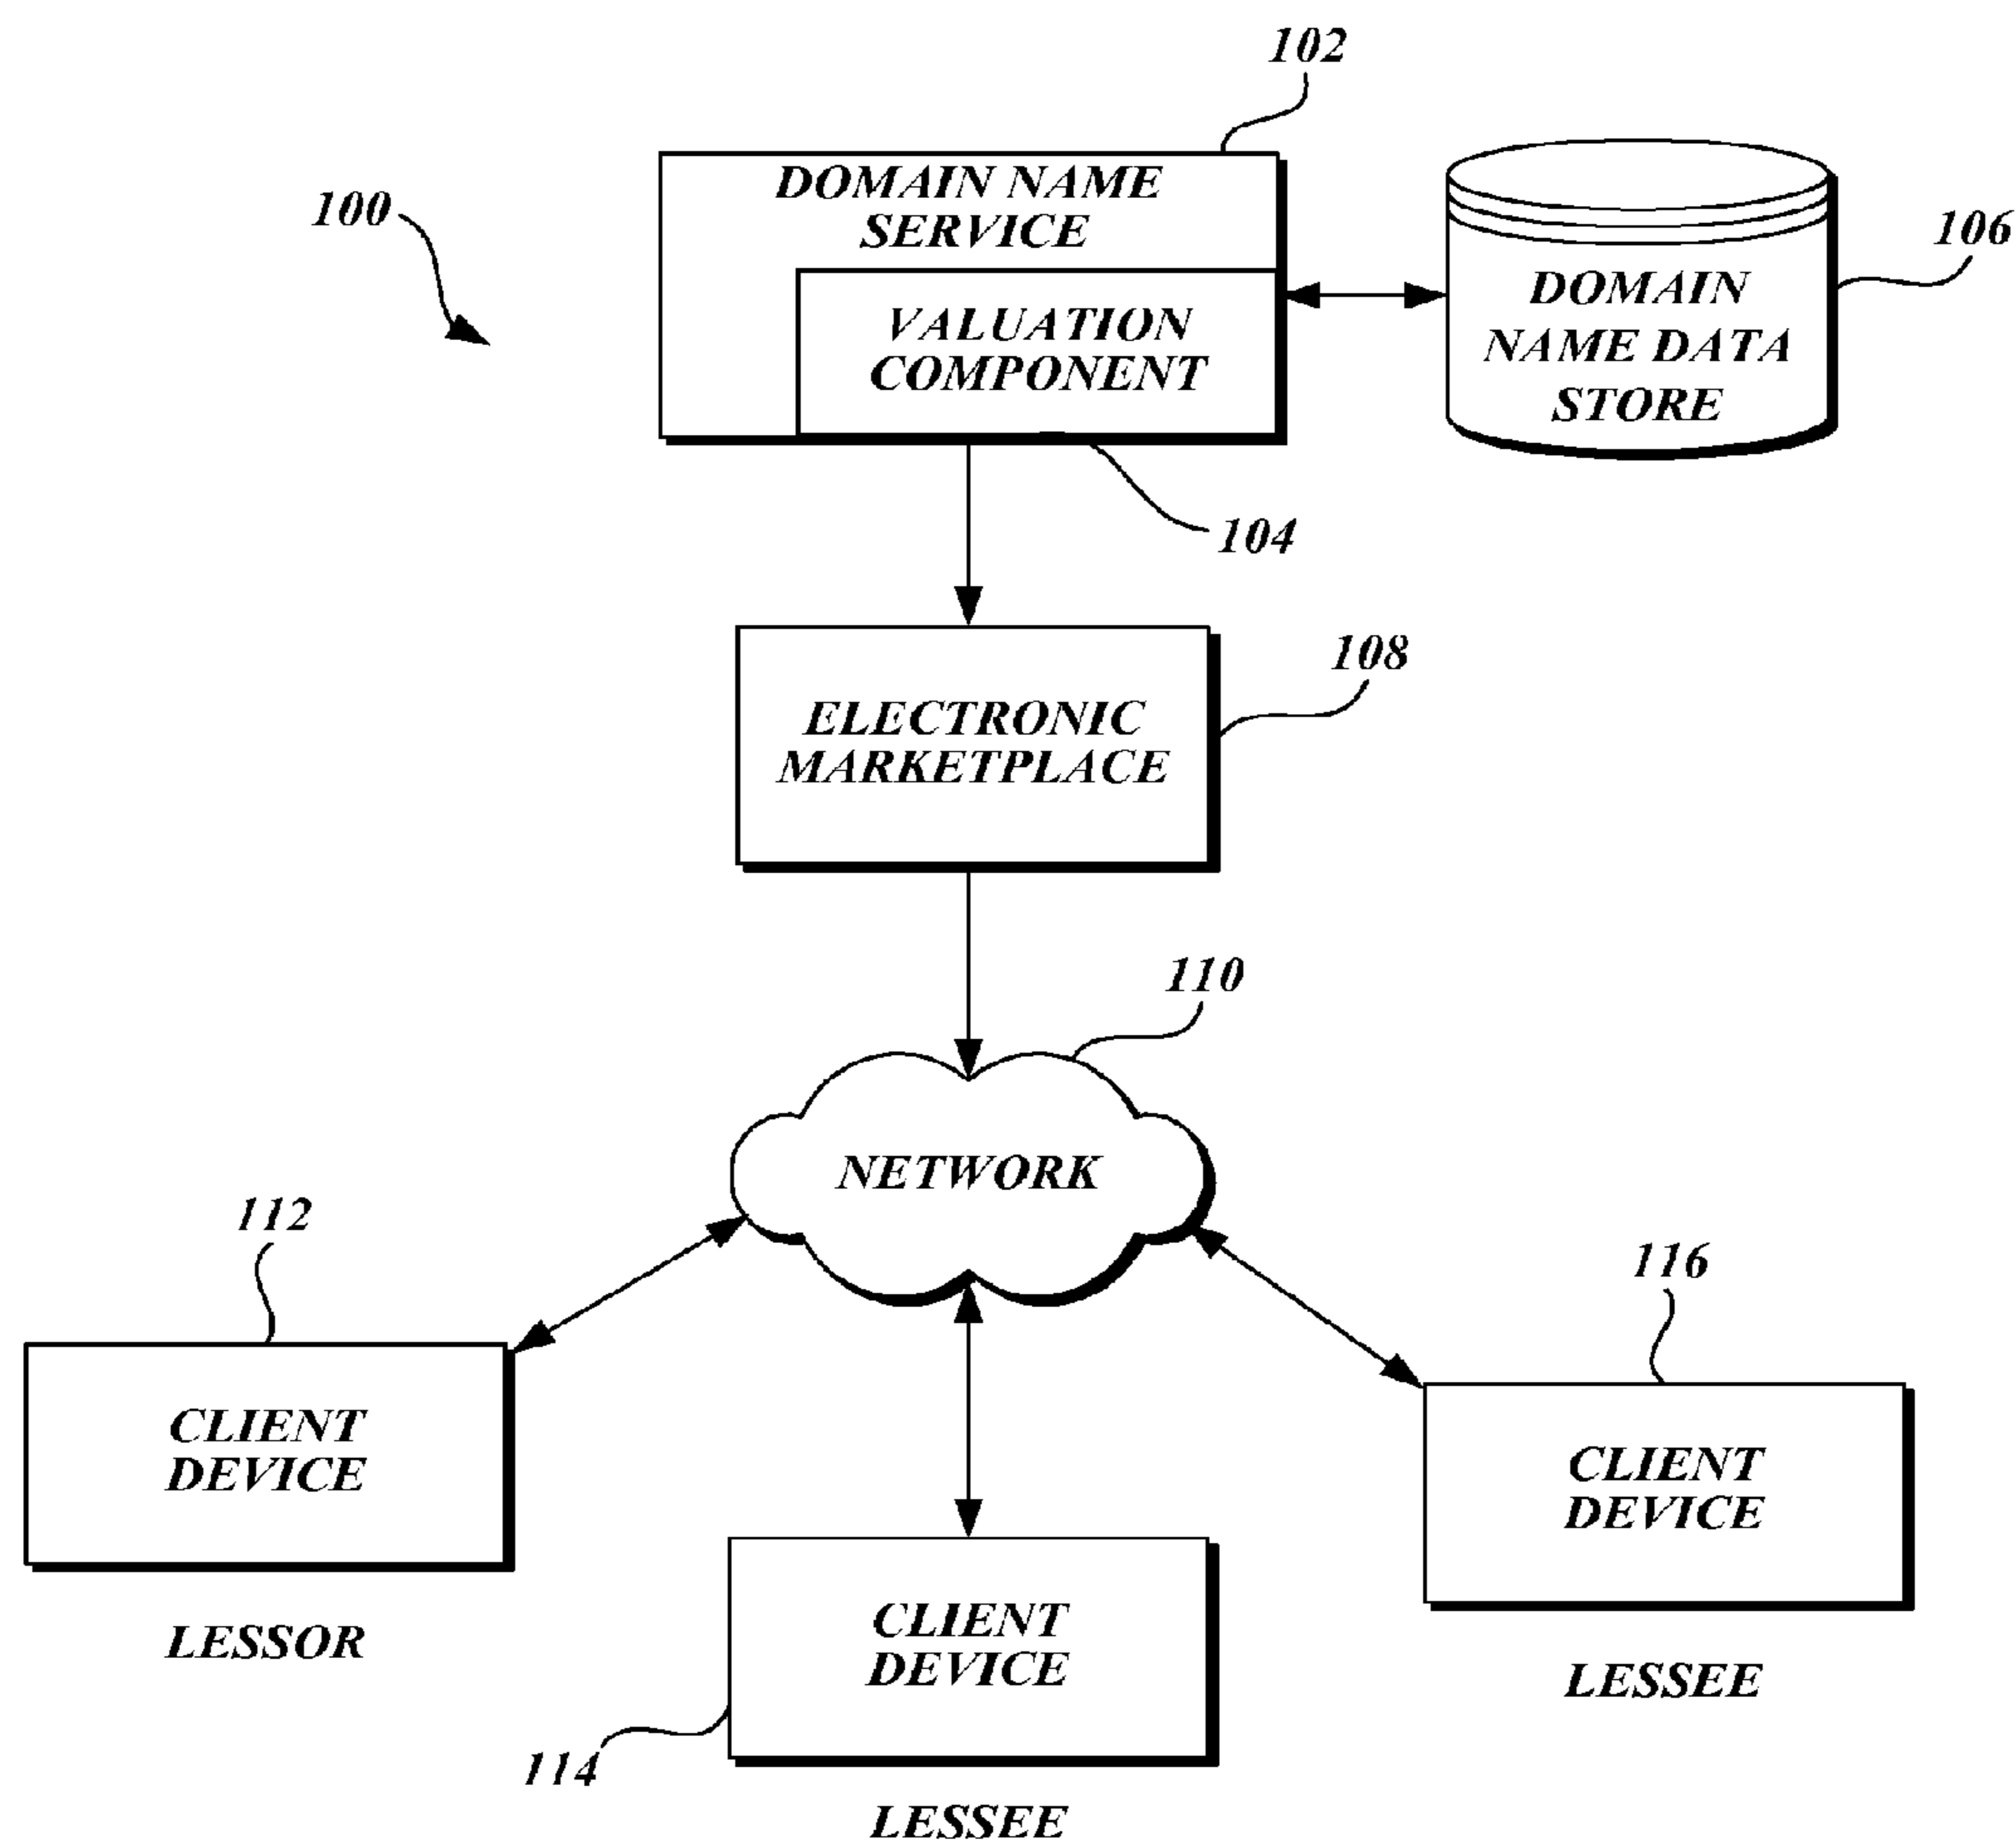 102
DOMAIN NAME
SERVICE
100
106
VALUATION
COMPONENT
DOMAIN
NAME DATA
STORE
104
108
ELECTRONIC
MARKETPLACE
110
NETWORK
112
116
CLIENT
DEVICE
CLIENT
DEVICE
LESSOR
CLIENT
DEVICE
LESSEE
114
LESSEE